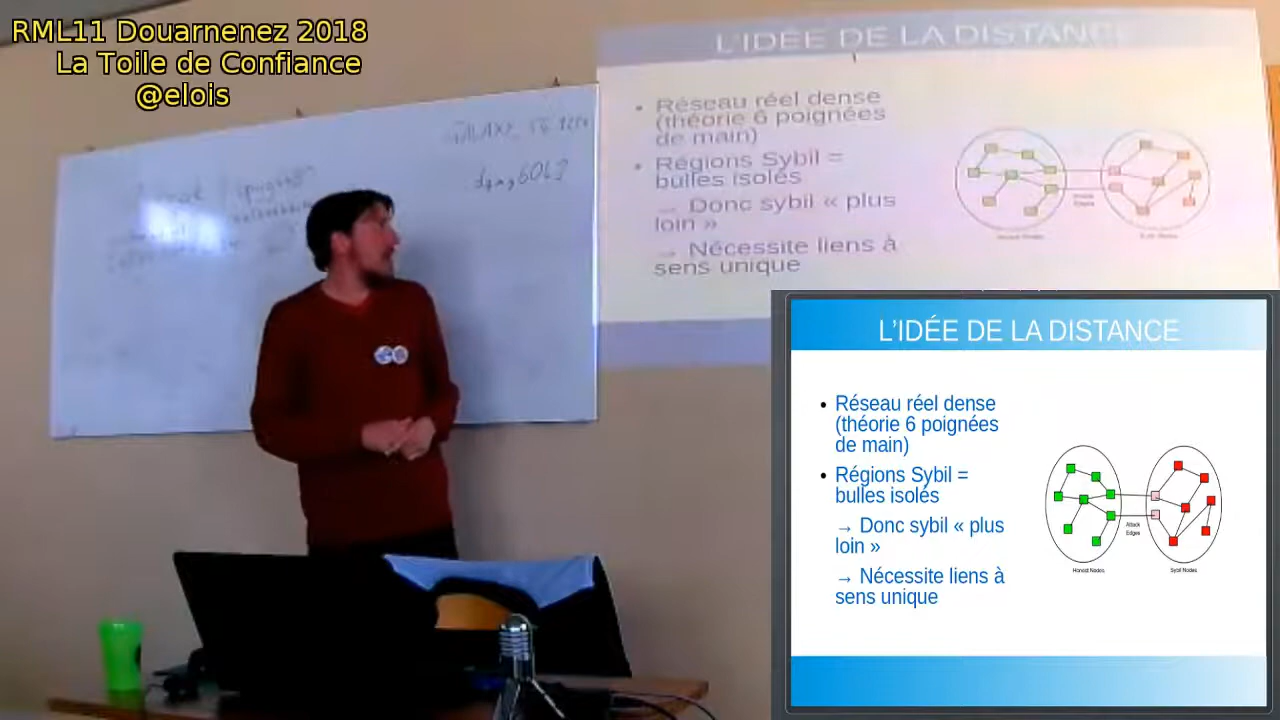 RML11 Douarnenez 2018
La Toile de Confiance
@elois
L'IDÉE DE LA DISTANCE
• Réseau réel dense
(théorie 6 poignées
de main)
• Régions Sybil =
bulles isolés
→ Donc sybil « plus
loin »
→ Nécessite liens à
sens unique
L'IDÉE DE LA DISTANCE
• Réseau réel dense
(théorie 6 poignées
de main)
• Régions Sybil =
bulles isolés
→ Donc sybil « plus
loin »
→ Nécessite liens à
sens unique
Attack
Edges
Honest Nodes
Sybil Nodes